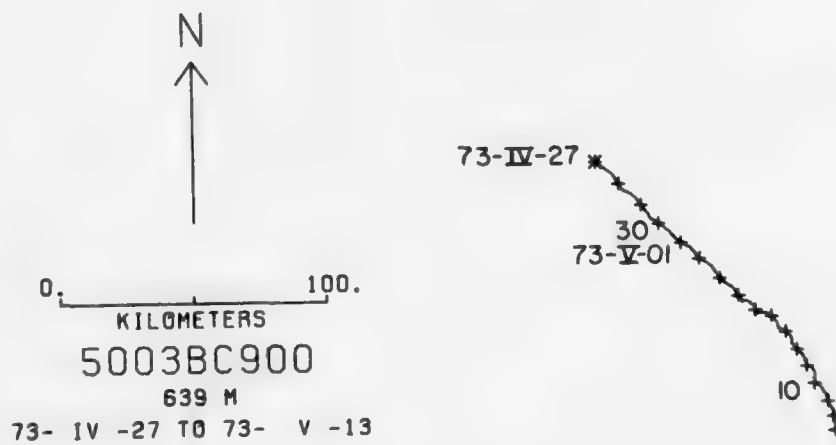 N
73-IV-27
30
73-V-01
0. 100.
KILOMETERS
5003BC900
639 M
10
73- IV -27 TO 73- V -13